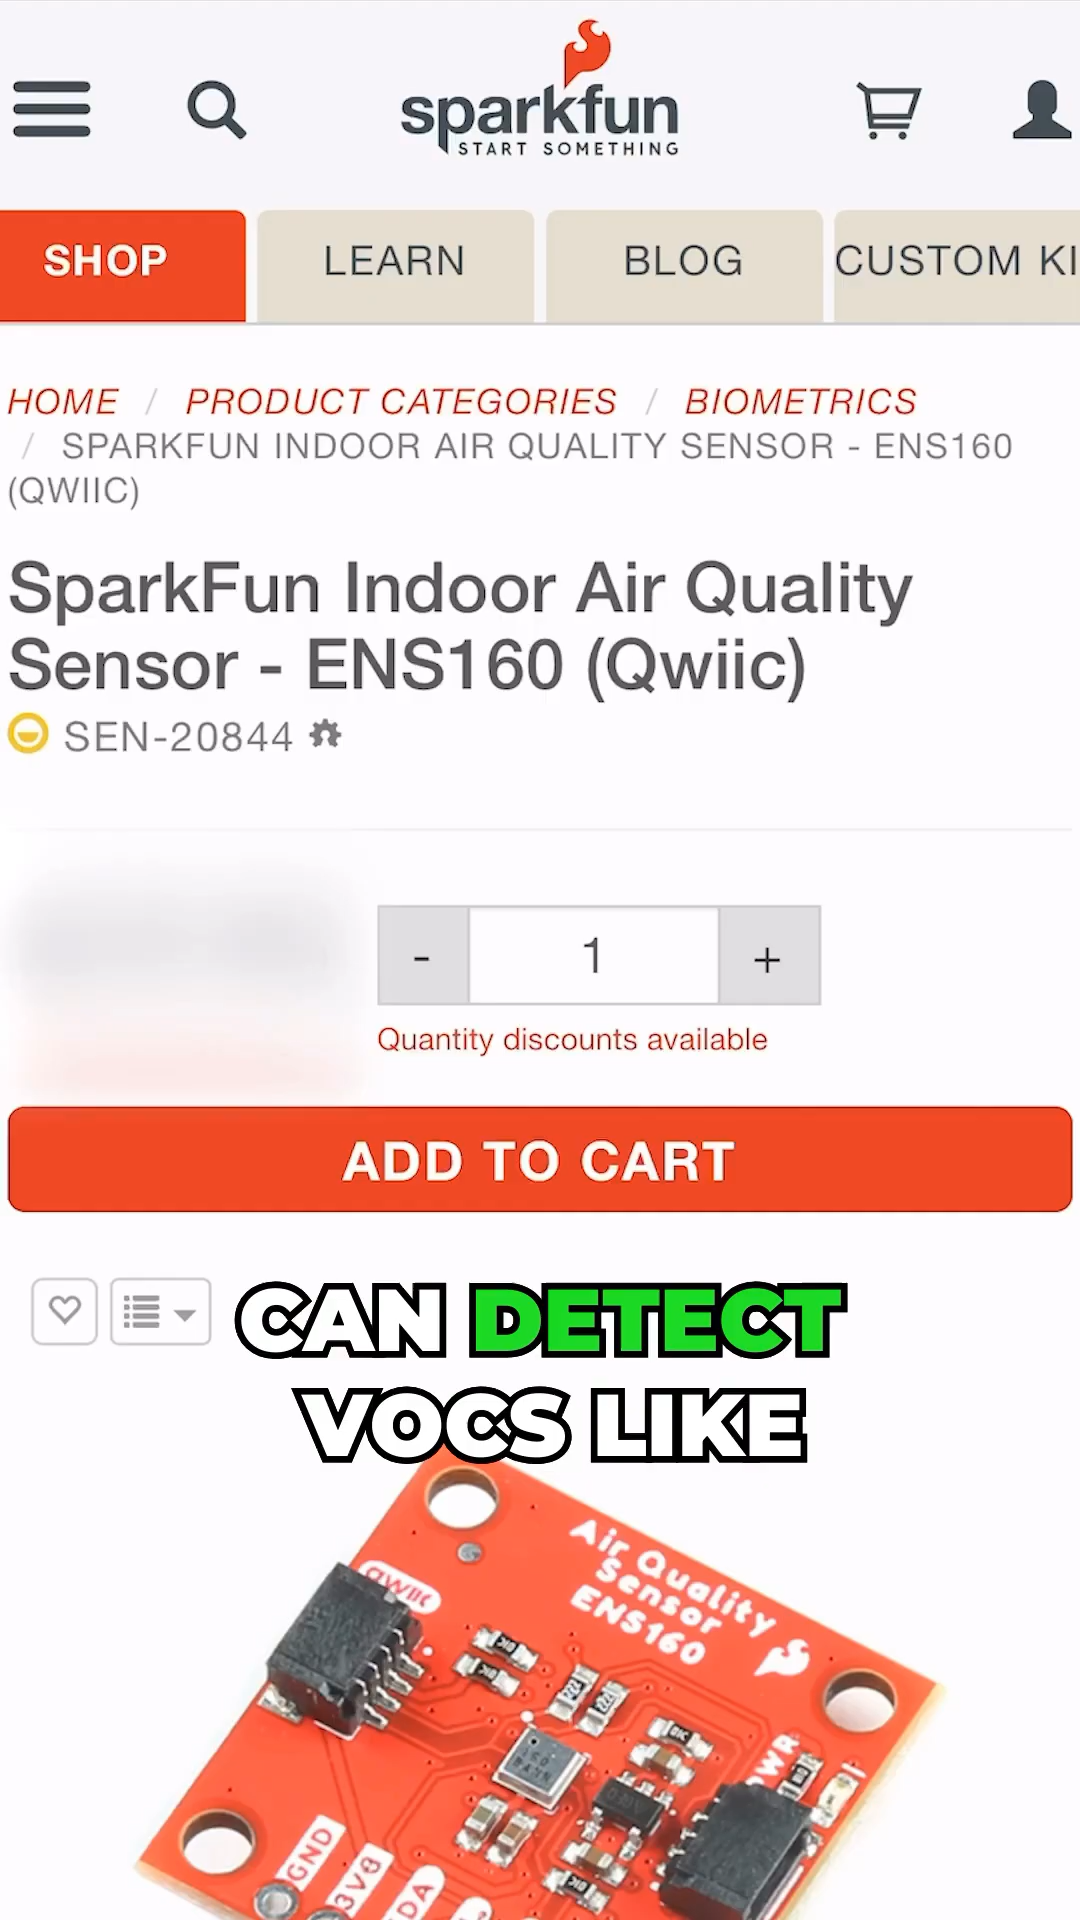 sparkfun
START SOMETHING
SHOP
LEARN
BLOG
CUSTOM KI
HOME / PRODUCT CATEGORIES / BIOMETRICS
/ SPARKFUN INDOOR AIR QUALITY SENSOR - ENS160
(QWIIC)
SparkFun Indoor Air Quality
Sensor - ENS160 (Qwiic)
SEN-20844
- 1 +
Quantity discounts available
ADD TO CART
CAN DETECT
VOCS LIKE
Air Quality
Sensor
ENS160
qwiic
PWR
GND
3V3